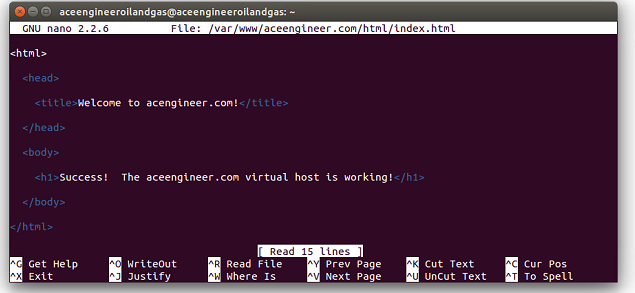 aceengineeroilandgas@aceengineeroilandgas: ~
GNU nano 2.2.6 File: /var/www/aceengineer.com/html/index.html
<html>
<head>
<title>Welcome to acengineer.com!</title>
</head>
<body>
<h1>Success!  The aceengineer.com virtual host is working!</h1>
</body>
</html>
[ Read 15 lines ]
^G Get Help ^O WriteOut ^R Read File ^Y Prev Page ^K Cut Text ^C Cur Pos
^X Exit ^J Justify ^W Where Is ^V Next Page ^U UnCut Text ^T To Spell